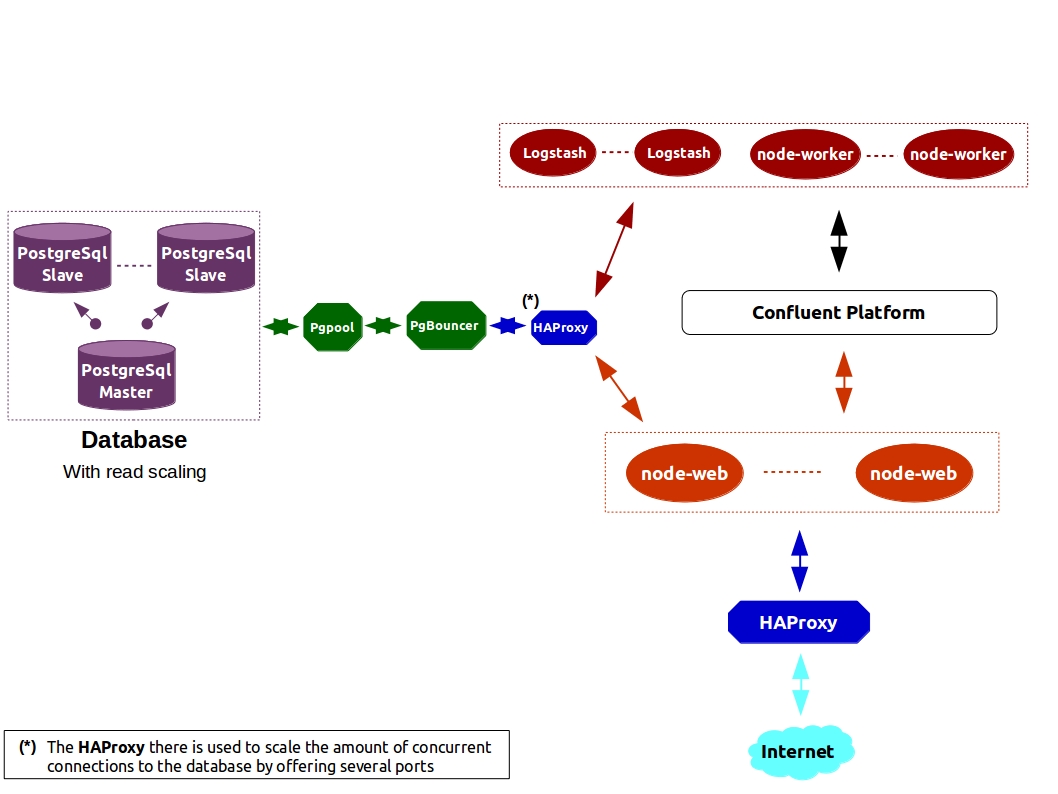 Logstash
Logstash
node-worker
node-worker
PostgreSql
Slave
PostgreSql
Slave
PostgreSql
Master
Database
With read scaling
Pgpool
PgBouncer
(*)
HAProxy
Confluent Platform
node-web
node-web
HAProxy
Internet
(*) The HAProxy there is used to scale the amount of concurrent
connections to the database by offering several ports